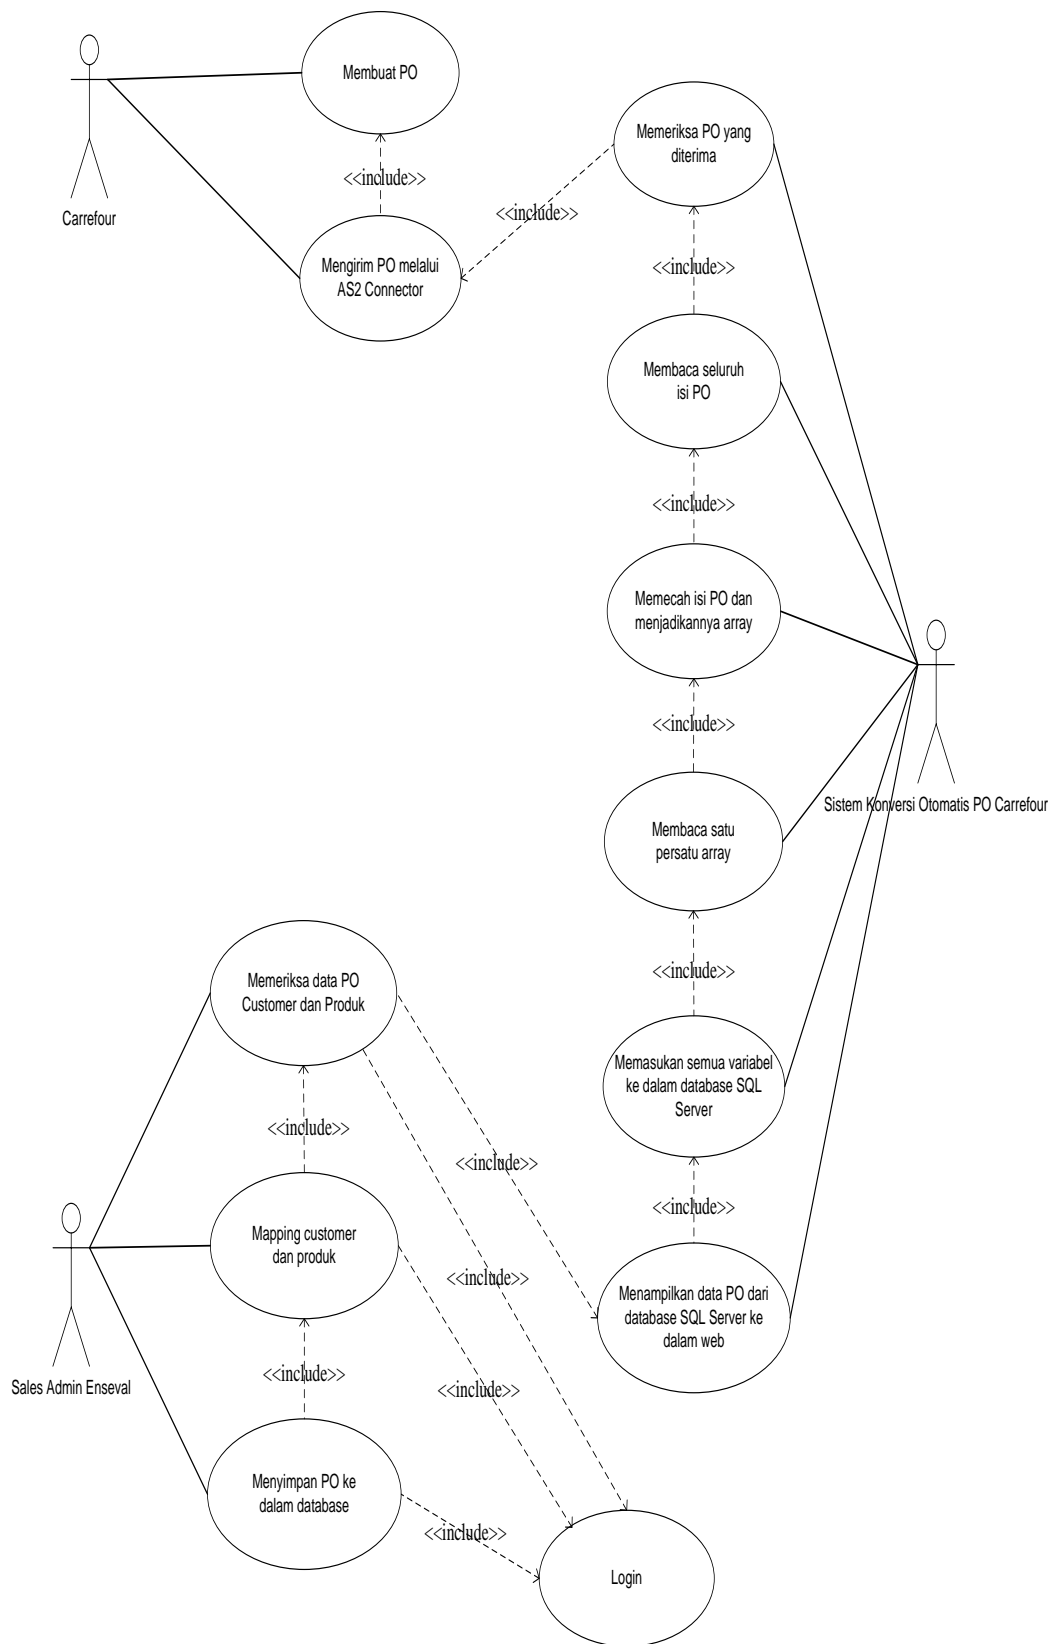 Membuat PO
Memeriksa PO yang
diterima
<<include>>
<<include>>
Carrefour
Mengirim PO melalui
AS2 Connector
<<include>>
Membaca seluruh
isi PO
<<include>>
Memecah isi PO dan
menjadikannya array
<<include>>
Sistem Konversi Otomatis PO Carrefour
Membaca satu
persatu array
<<include>>
Memeriksa data PO
Customer dan Produk
Memasukan semua variabel
ke dalam database SQL
Server
<<include>>
<<include>>
<<include>>
Mapping customer
dan produk
<<include>>
Menampilkan data PO dari
database SQL Server ke
dalam web
<<include>>
<<include>>
Sales Admin Enseval
Menyimpan PO ke
dalam database
<<include>>
Login